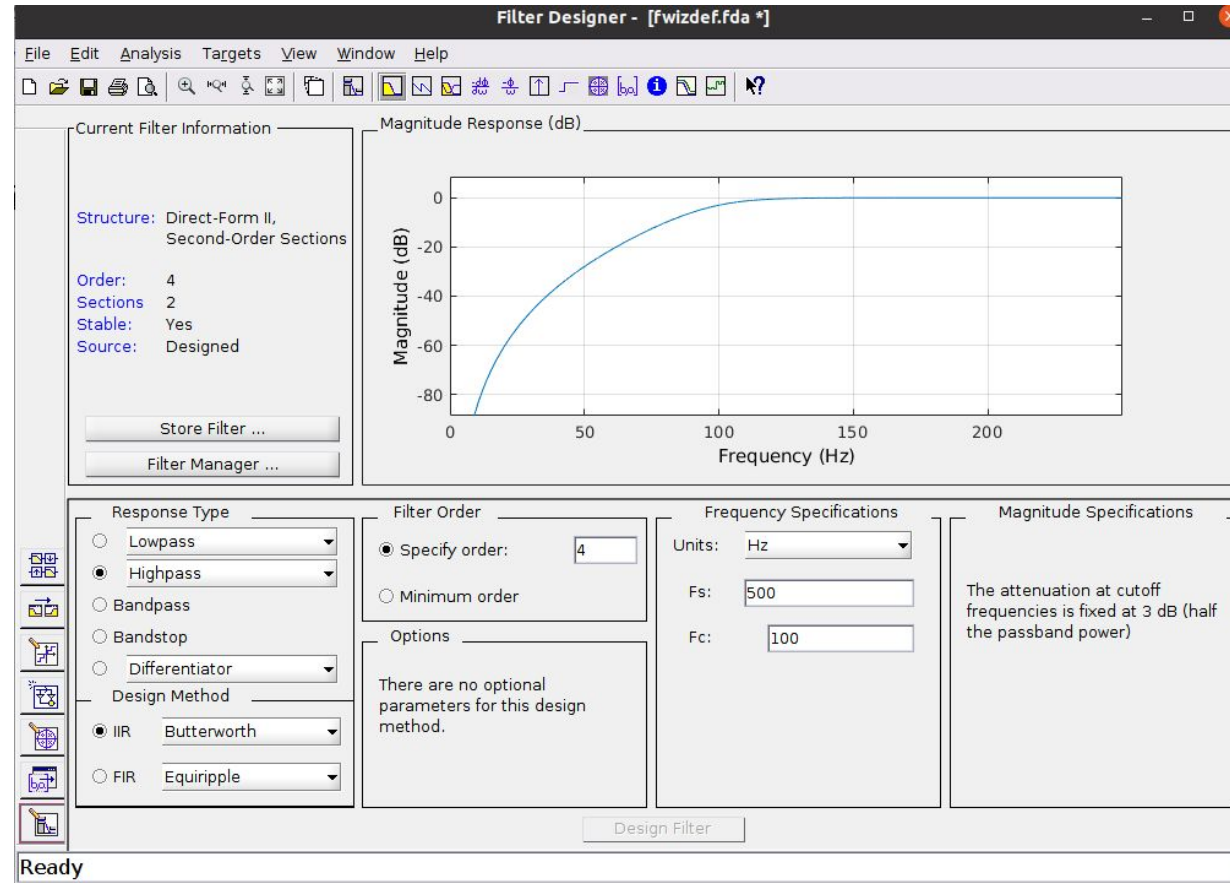 Filter Designer - [fwizdef.fda *]
File Edit Analysis Targets View Window Help
Current Filter Information
Structure: Direct-Form II,
Second-Order Sections
Order: 4
Sections 2
Stable: Yes
Source: Designed
Store Filter ...
Filter Manager ...
Magnitude Response (dB)
Magnitude (dB)
0
-20
-40
-60
-80
0 50 100 150 200
Frequency (Hz)
Response Type
Lowpass
Highpass
Bandpass
Bandstop
Differentiator
Design Method
IIR Butterworth
FIR Equiripple
Filter Order
Specify order: 4
Minimum order
Options
There are no optional
parameters for this design
method.
Frequency Specifications
Units: Hz
Fs: 500
Fc: 100
Magnitude Specifications
The attenuation at cutoff
frequencies is fixed at 3 dB (half
the passband power)
Design Filter
Ready